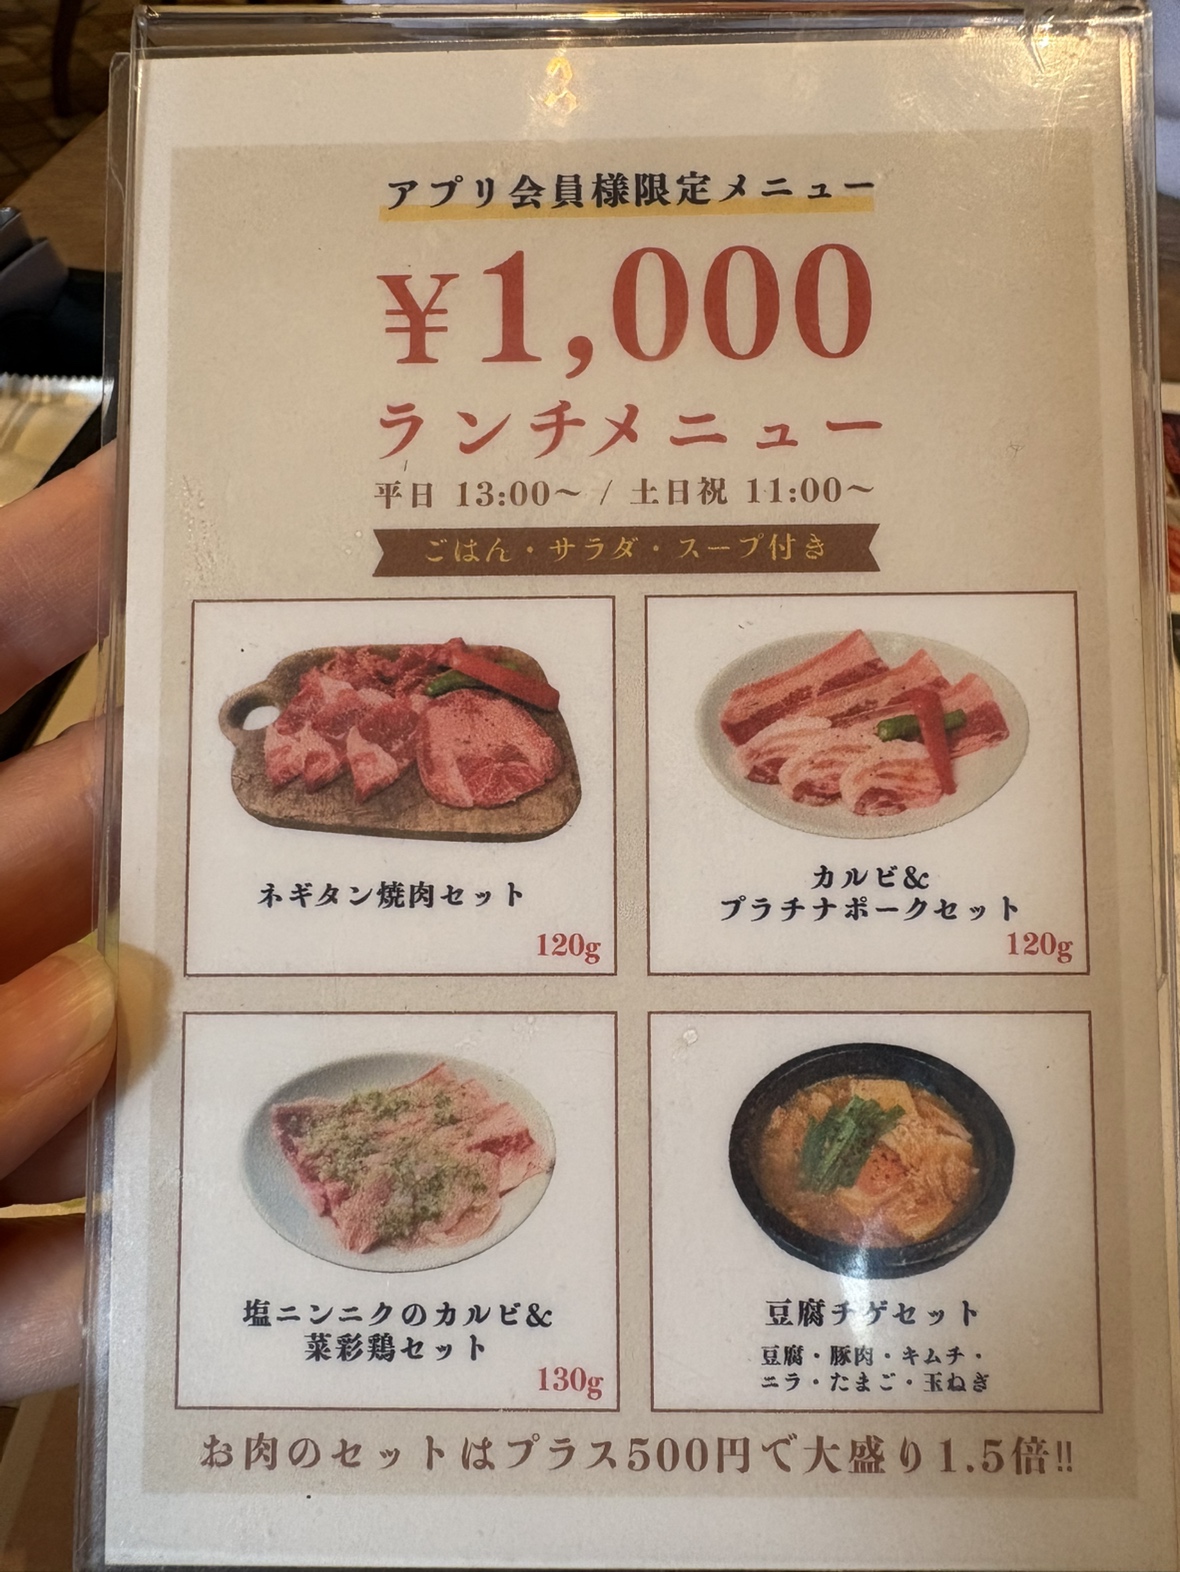 アプリ会員様限定メニュー
¥1,000
ランチメニュー
平日 13:00～ / 土日祝 11:00～
ごはん・サラダ・スープ付き
ネギタン焼肉セット
120g
カルビ&
プラチナポークセット
120g
塩ニンニクのカルビ&
菜彩鶏セット
130g
豆腐チゲセット
豆腐・豚肉・キムチ・
ニラ・たまご・玉ねぎ
お肉のセットはプラス500円で大盛り1.5倍!!